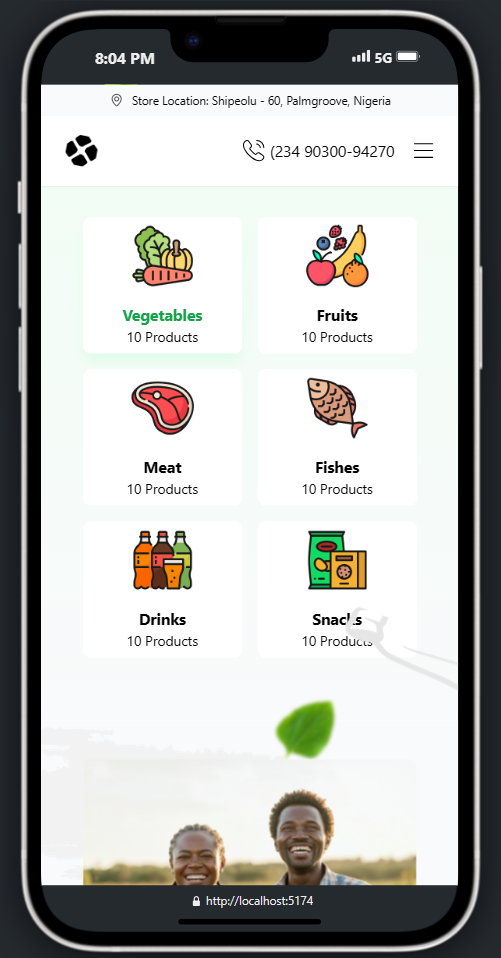 8:04 PM 5G
Store Location: Shipeolu - 60, Palmgroove, Nigeria
(234 90300-94270
Vegetables Fruits
10 Products 10 Products
Meat Fishes
10 Products 10 Products
Drinks Snacks
10 Products 10 Products
http://localhost:5174